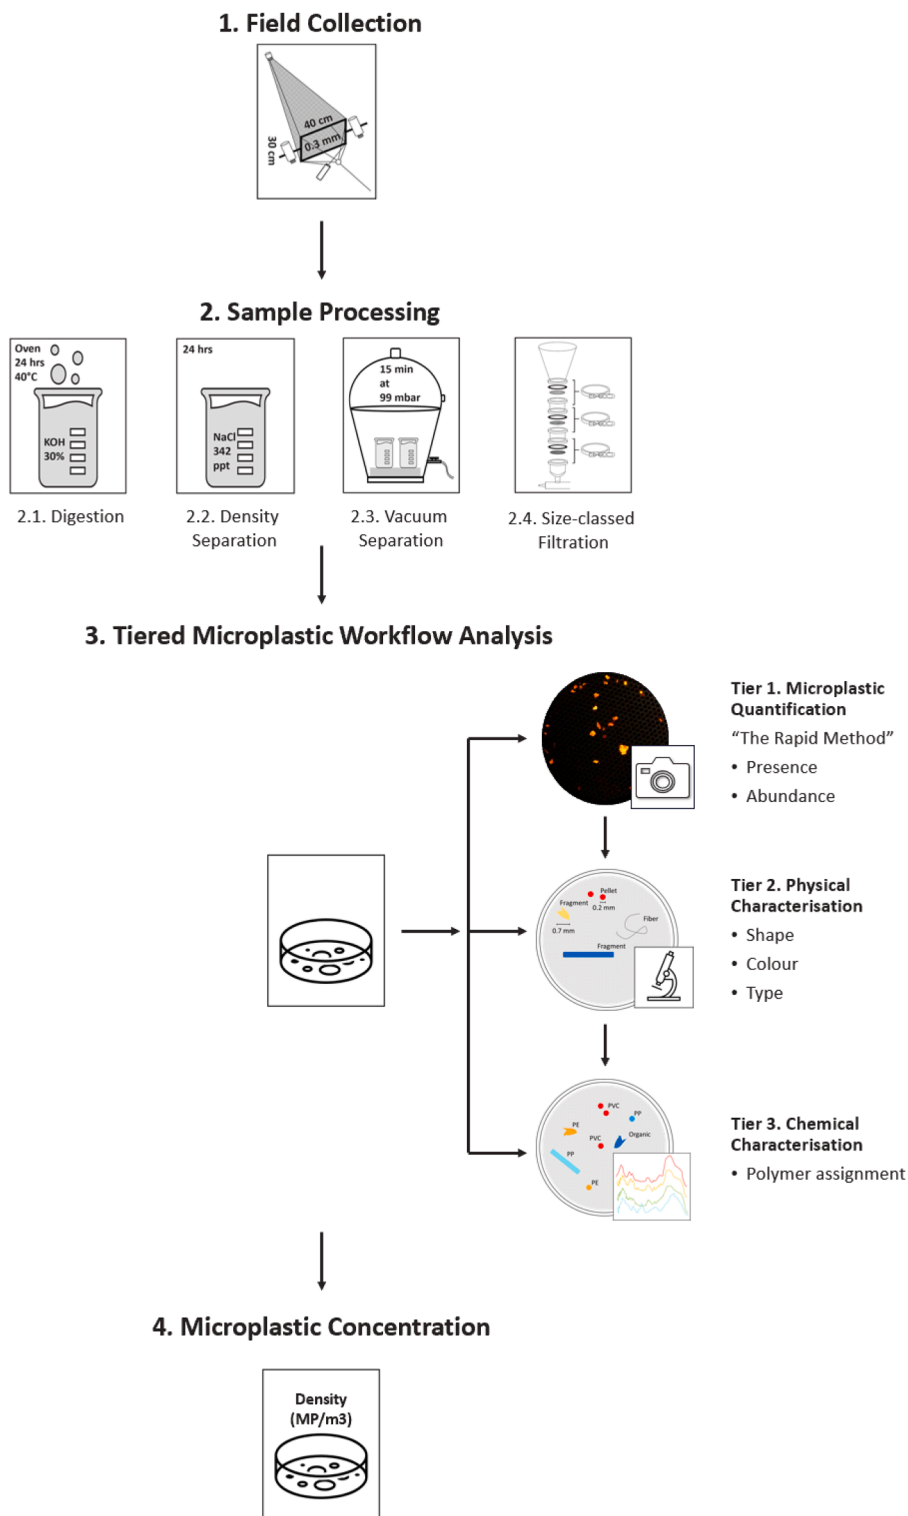 1. Field Collection
40 cm
30 cm
0.3 mm
2. Sample Processing
Oven
24 hrs
40°C
KOH
30%
24 hrs
NaCl
342
ppt
15 min
at
99 mbar
2.1. Digestion
2.2. Density
Separation
2.3. Vacuum
Separation
2.4. Size-classed
Filtration
3. Tiered Microplastic Workflow Analysis
Tier 1. Microplastic
Quantification
“The Rapid Method”
• Presence
• Abundance
Pellet
0.2 mm
Fragment
0.7 mm
Fiber
Fragment
Tier 2. Physical
Characterisation
• Shape
• Colour
• Type
PVC
PP
PE
PVC
Organic
PP
PE
Tier 3. Chemical
Characterisation
• Polymer assignment
4. Microplastic Concentration
Density
(MP/m3)